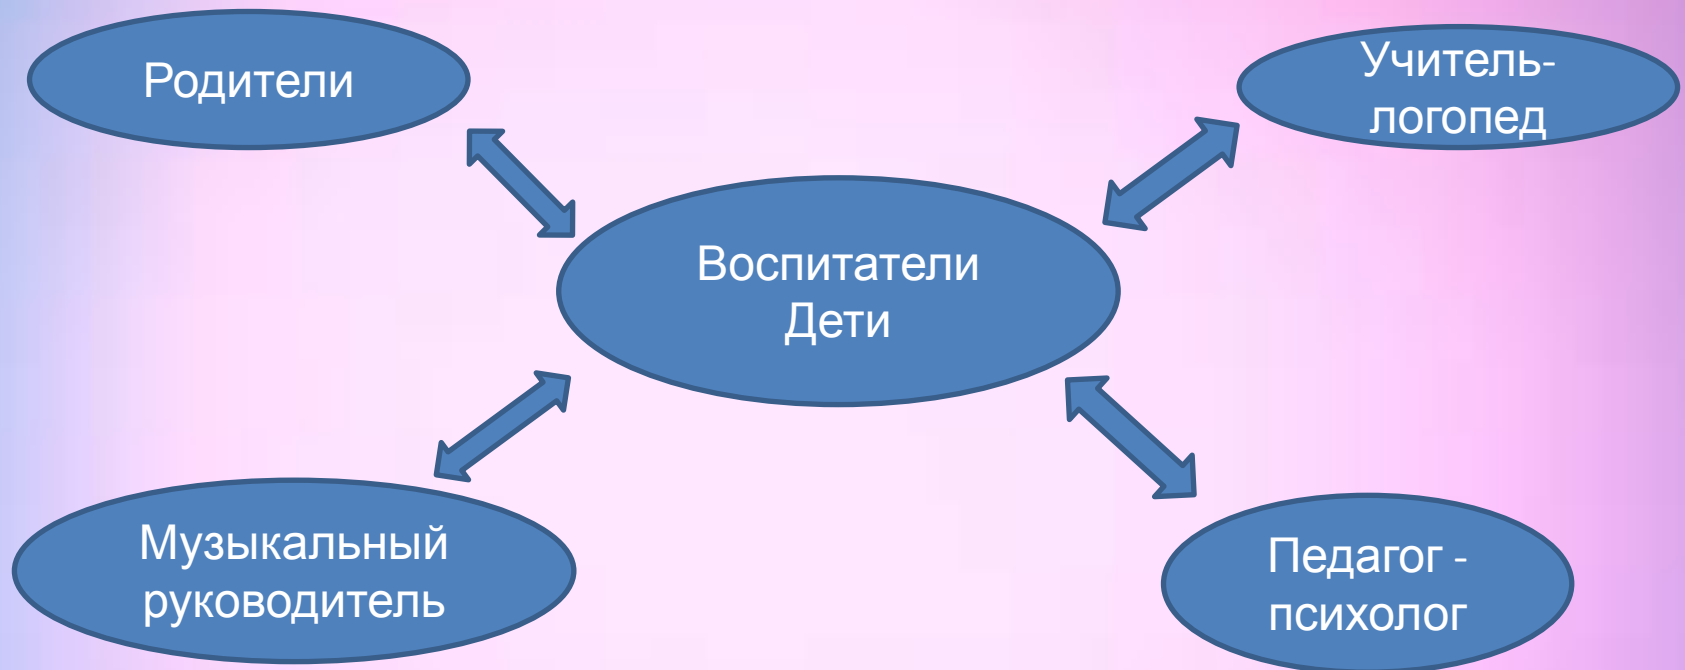 Родители
Учитель-
логопед
Воспитатели
Дети
Музыкальный
руководитель
Педагог -
психолог